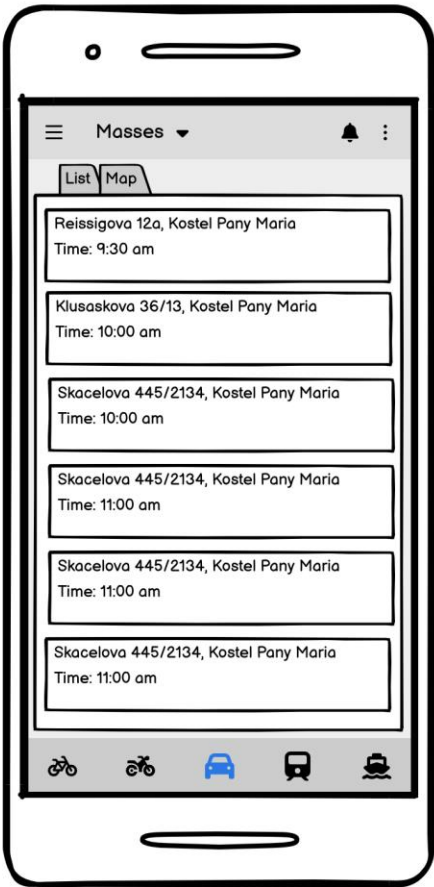 Masses
List Map
Reissigova 12a, Kostel Pany Maria
Time: 9:30 am
Klusaskova 36/13, Kostel Pany Maria
Time: 10:00 am
Skacelova 445/2134, Kostel Pany Maria
Time: 10:00 am
Skacelova 445/2134, Kostel Pany Maria
Time: 11:00 am
Skacelova 445/2134, Kostel Pany Maria
Time: 11:00 am
Skacelova 445/2134, Kostel Pany Maria
Time: 11:00 am